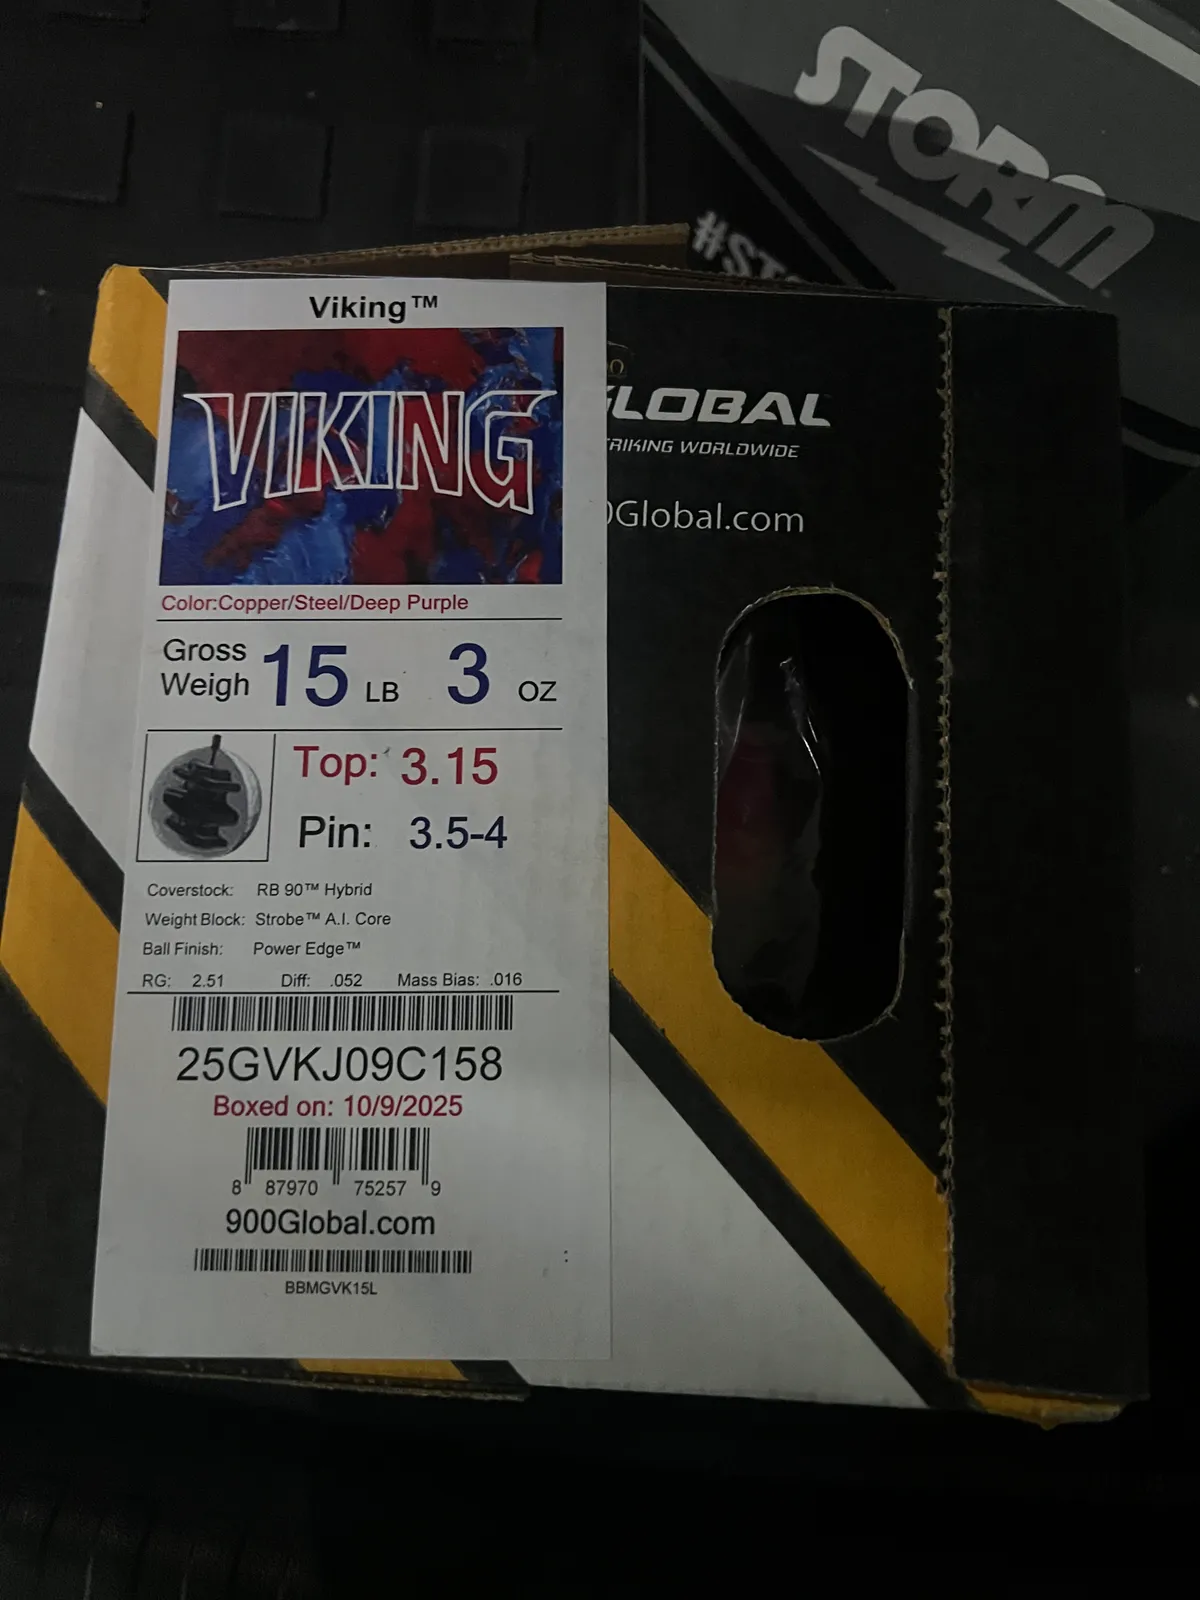 STORM
#ST
Viking™
VIKING
GLOBAL
RIKING WORLDWIDE
0Global.com
Color:Copper/Steel/Deep Purple
Gross Weigh 15 LB 3 OZ
Top: 3.15
Pin: 3.5-4
Coverstock: RB 90™ Hybrid
Weight Block: Strobe™ A.I. Core
Ball Finish: Power Edge™
RG: 2.51 Diff: .052 Mass Bias: .016
25GVKJ09C158
Boxed on: 10/9/2025
8 87970 75257 9
900Global.com
BBMGVK15L